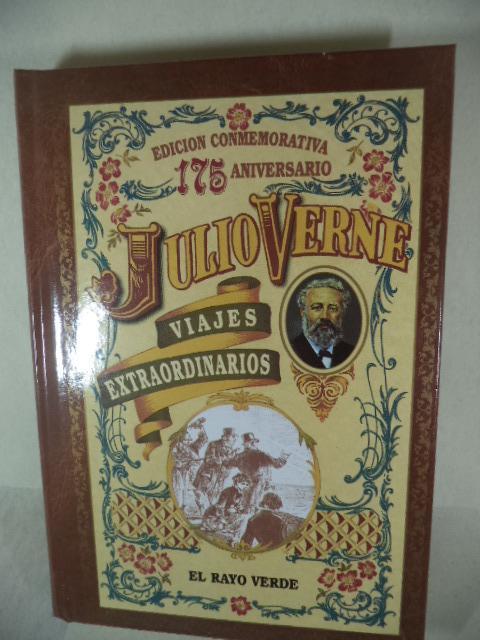 EDICION CONMEMORATIVA
175 ANIVERSARIO
JULIO VERNE
VIAJES
EXTRAORDINARIOS
EL RAYO VERDE